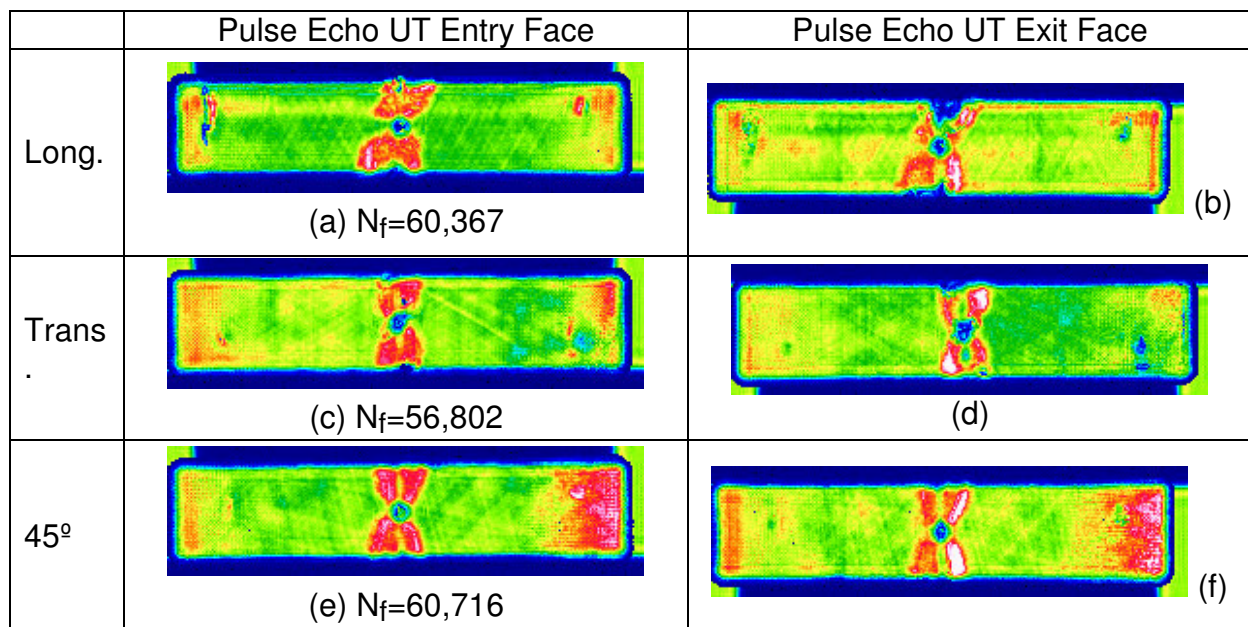 Pulse Echo UT Entry Face
Pulse Echo UT Exit Face
Long.
(a) Nf=60,367
(b)
Trans
.
(c) Nf=56,802
(d)
45º
(e) Nf=60,716
(f)